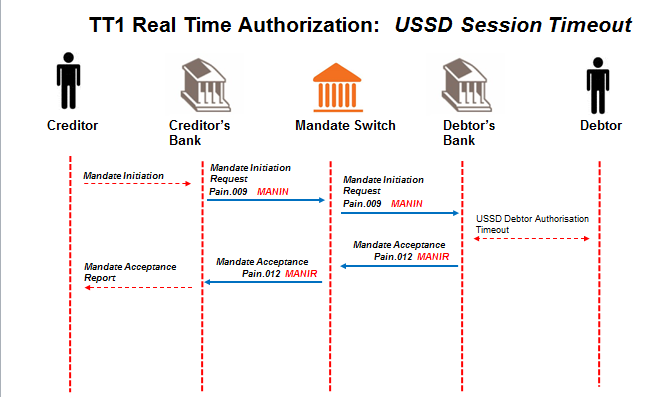 TT1 Real Time Authorization: USSD Session Timeout
Creditor
Creditor's
Bank
Mandate Switch
Debtor's
Bank
Debtor
Mandate Initiation
Mandate Initiation
Request
Pain.009 MANIN
Mandate Initiation
Request
Pain.009 MANIN
USSD Debtor Authorisation
Timeout
Mandate Acceptance
Pain.012 MANIR
Mandate Acceptance
Pain.012 MANIR
Mandate Acceptance
Report